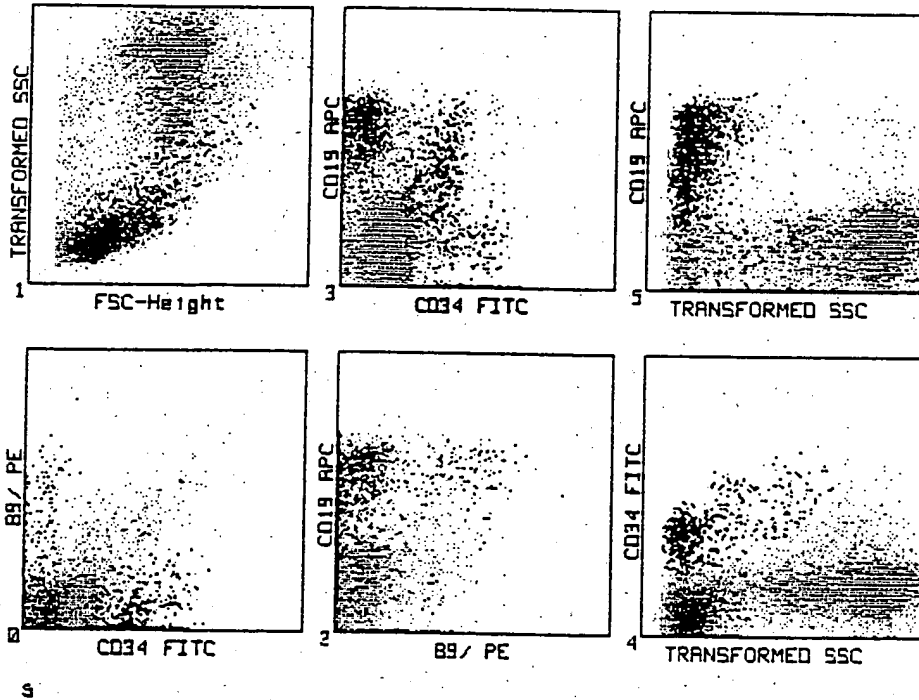 TRANSFORMED SSC
1
FSC-Height
CD19 APC
3
CD34 FITC
CD19 APC
5
TRANSFORMED SSC
B9/ PE
0
CD34 FITC
CD19 APC
2
B9/ PE
CD34 FITC
4
TRANSFORMED SSC
s